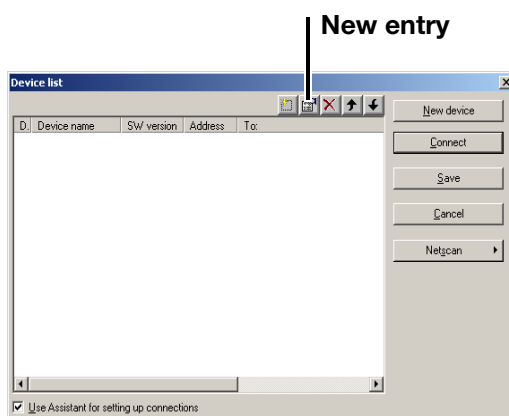 New entry
Device list
New device
D. Device name SW version Address To:
Connect
Save
Cancel
Netscan
Use Assistant for setting up connections